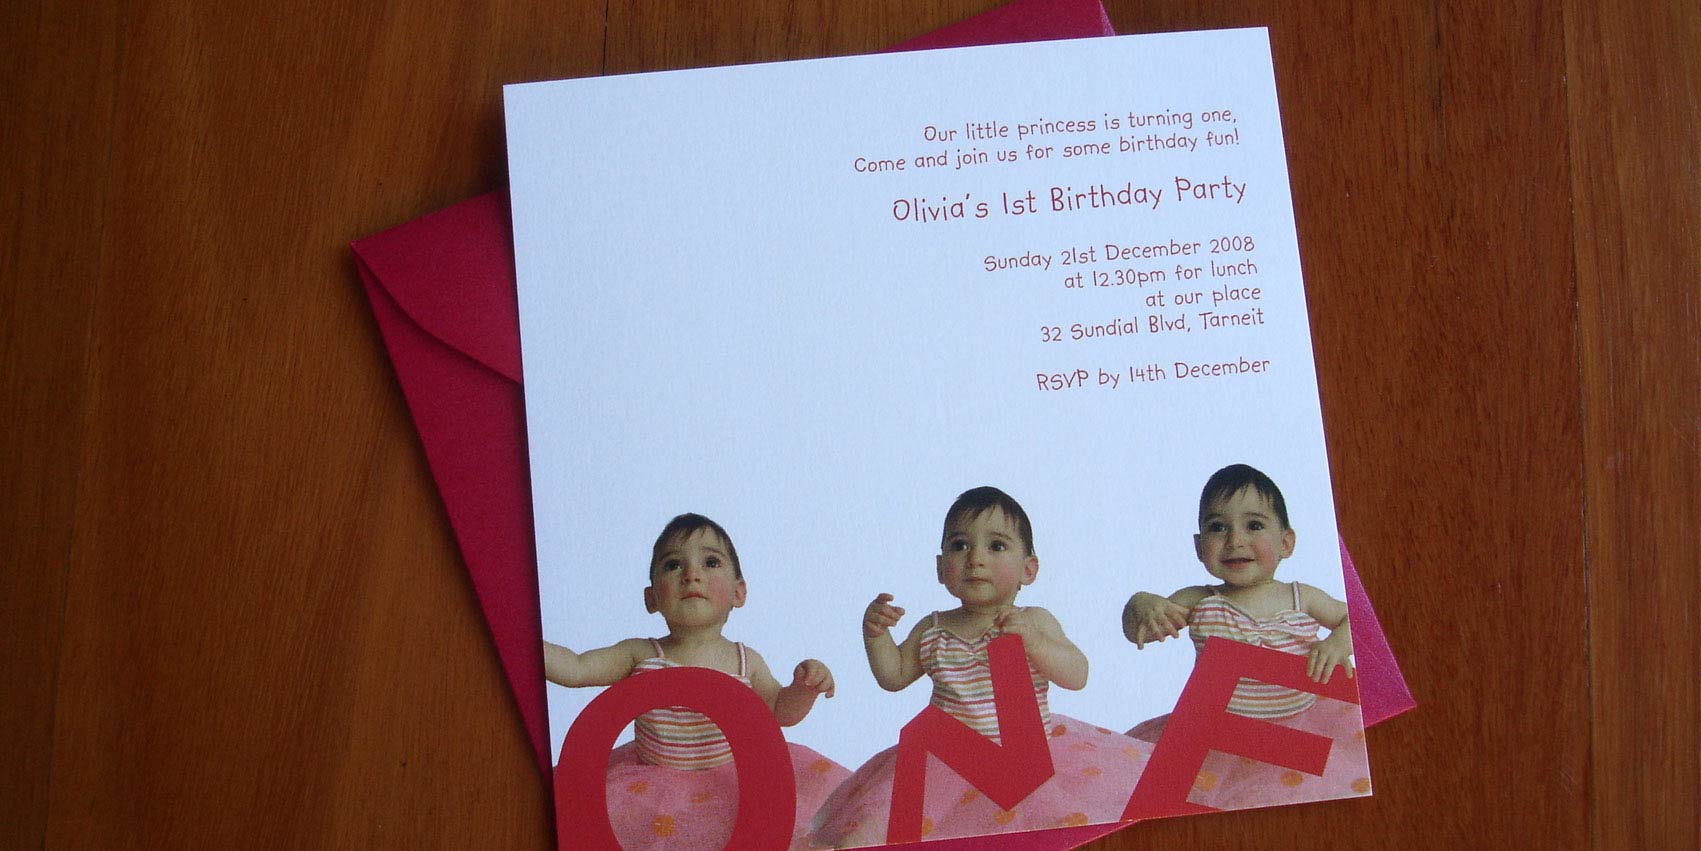 Our little princess is turning one,
Come and join us for some birthday fun!
Olivia's 1st Birthday Party
Sunday 21st December 2008
at 12.30pm for lunch
at our place
32 Sundial Blvd, Tarneit
RSVP by 14th December
ONE